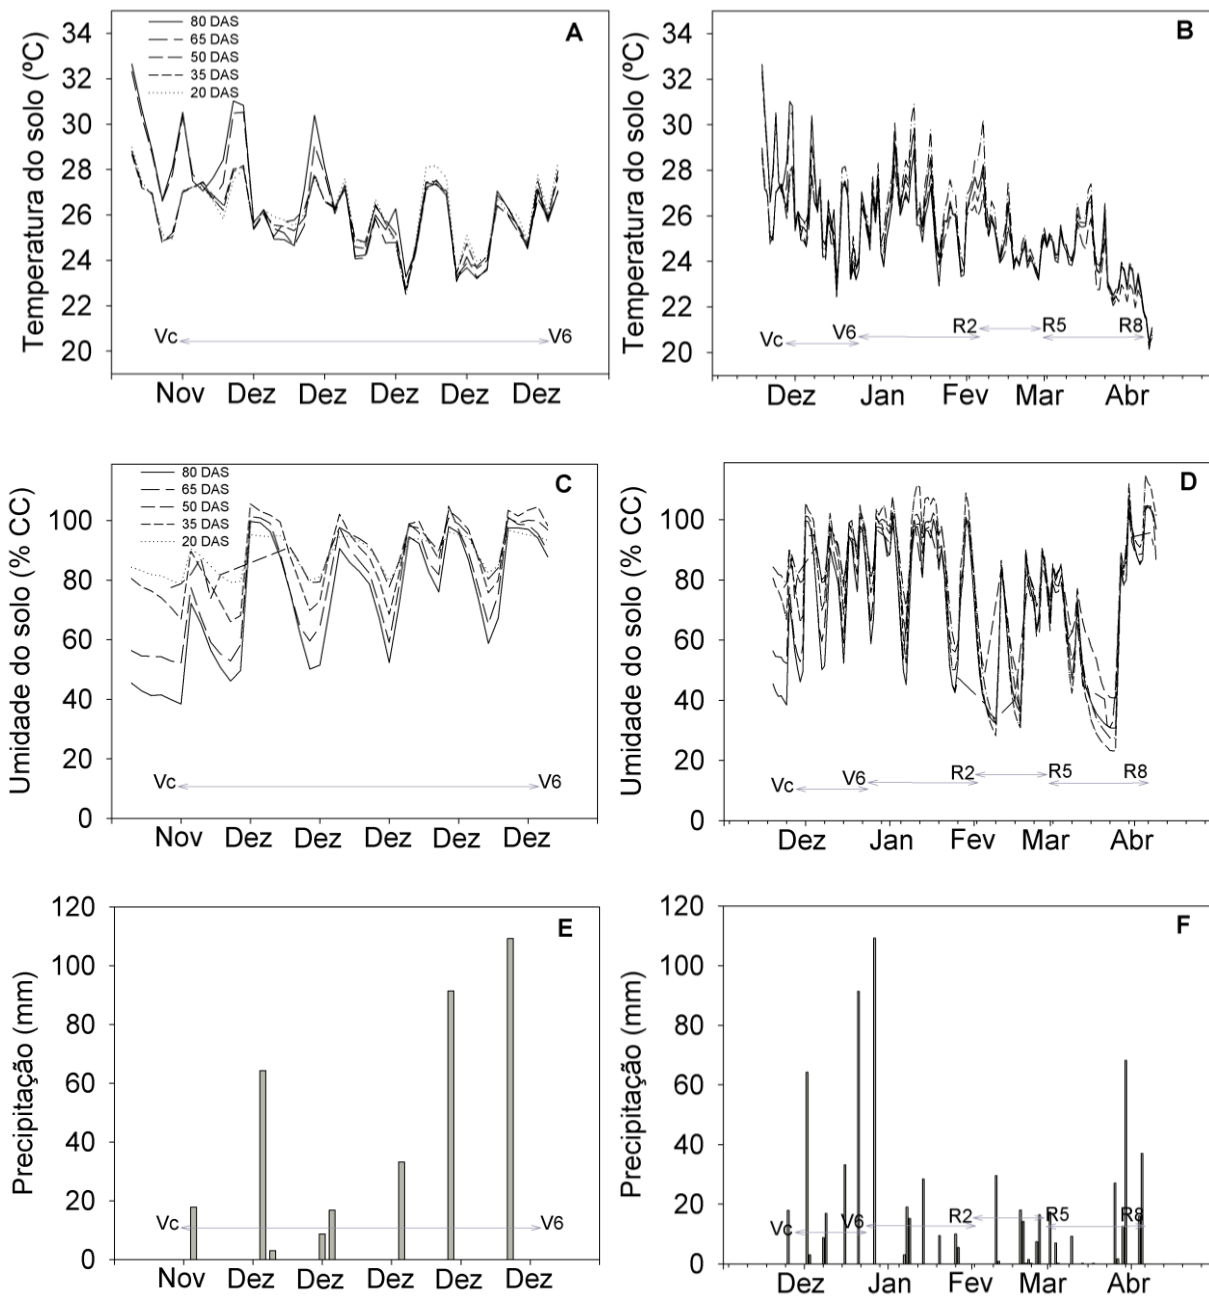 A
Temperatura do solo (ºC)
34
32
30
28
26
24
22
20
80 DAS
65 DAS
50 DAS
35 DAS
20 DAS
Vc
V6
Nov Dez Dez Dez Dez Dez
B
Temperatura do solo (ºC)
34
32
30
28
26
24
22
20
Vc
V6
R2
R5
R8
Dez Jan Fev Mar Abr
C
Umidade do solo (% CC)
100
80
60
40
20
0
80 DAS
65 DAS
50 DAS
35 DAS
20 DAS
Vc
V6
Nov Dez Dez Dez Dez Dez
D
Umidade do solo (% CC)
100
80
60
40
20
0
Vc
V6
R2
R5
R8
Dez Jan Fev Mar Abr
E
Precipitação (mm)
120
100
80
60
40
20
0
Vc
V6
Nov Dez Dez Dez Dez Dez
F
Precipitação (mm)
120
100
80
60
40
20
0
Vc
V6
R2
R5
R8
Dez Jan Fev Mar Abr